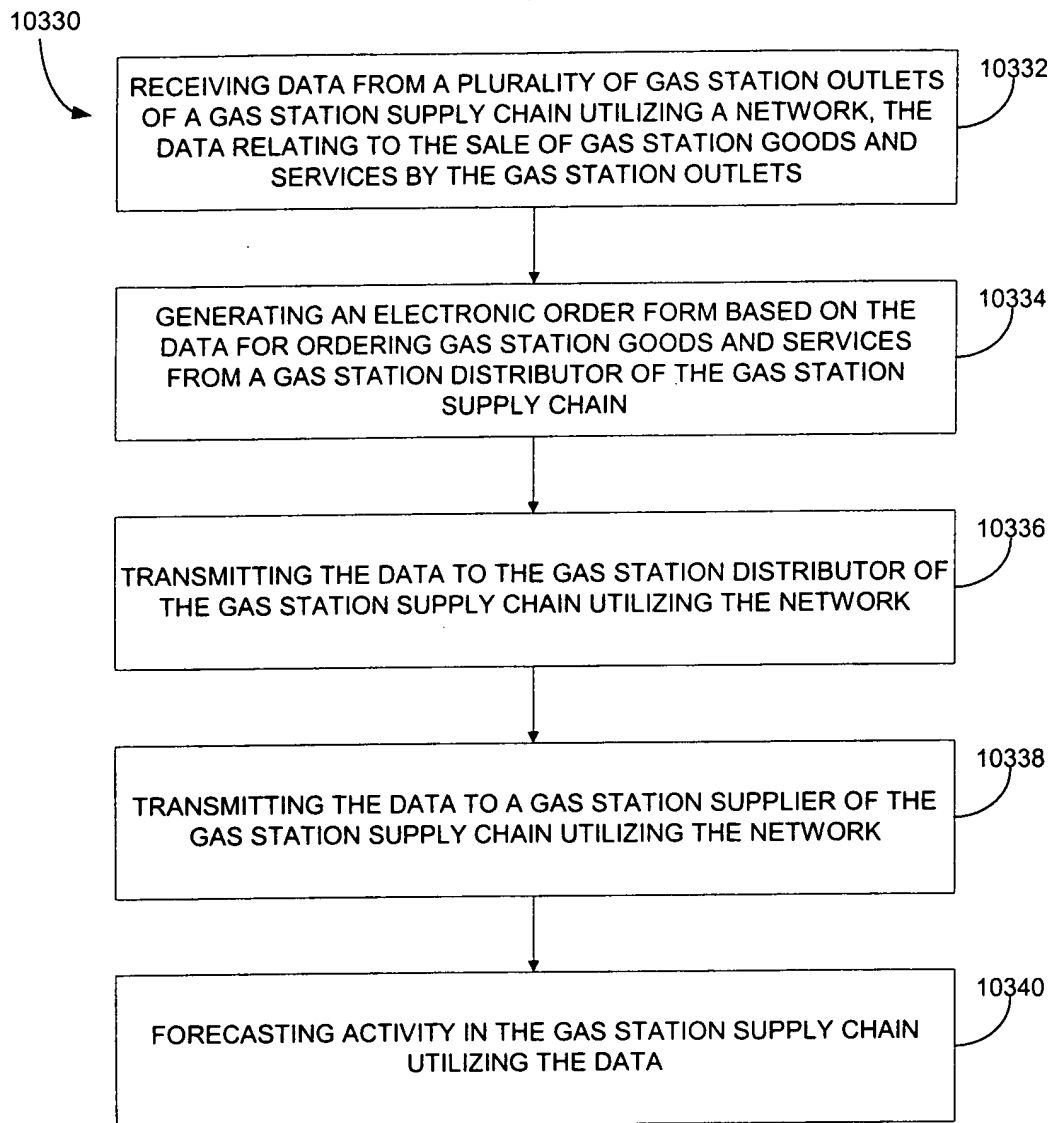 10330
RECEIVING DATA FROM A PLURALITY OF GAS STATION OUTLETS
OF A GAS STATION SUPPLY CHAIN UTILIZING A NETWORK, THE
DATA RELATING TO THE SALE OF GAS STATION GOODS AND
SERVICES BY THE GAS STATION OUTLETS
10332
GENERATING AN ELECTRONIC ORDER FORM BASED ON THE
DATA FOR ORDERING GAS STATION GOODS AND SERVICES
FROM A GAS STATION DISTRIBUTOR OF THE GAS STATION
SUPPLY CHAIN
10334
TRANSMITTING THE DATA TO THE GAS STATION DISTRIBUTOR OF
THE GAS STATION SUPPLY CHAIN UTILIZING THE NETWORK
10336
TRANSMITTING THE DATA TO A GAS STATION SUPPLIER OF THE
GAS STATION SUPPLY CHAIN UTILIZING THE NETWORK
10338
FORECASTING ACTIVITY IN THE GAS STATION SUPPLY CHAIN
UTILIZING THE DATA
10340